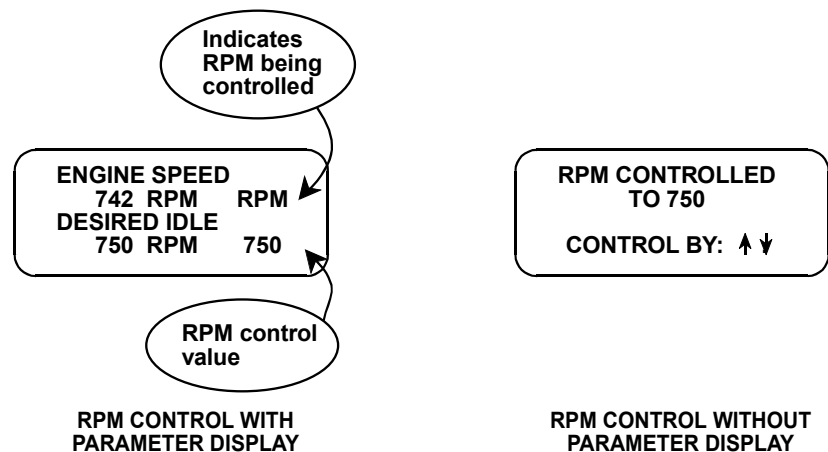 Indicates
RPM being
controlled
ENGINE SPEED
742 RPM RPM
DESIRED IDLE
750 RPM 750
RPM control
value
RPM CONTROL WITH
PARAMETER DISPLAY
RPM CONTROLLED
TO 750
CONTROL BY:
RPM CONTROL WITHOUT
PARAMETER DISPLAY